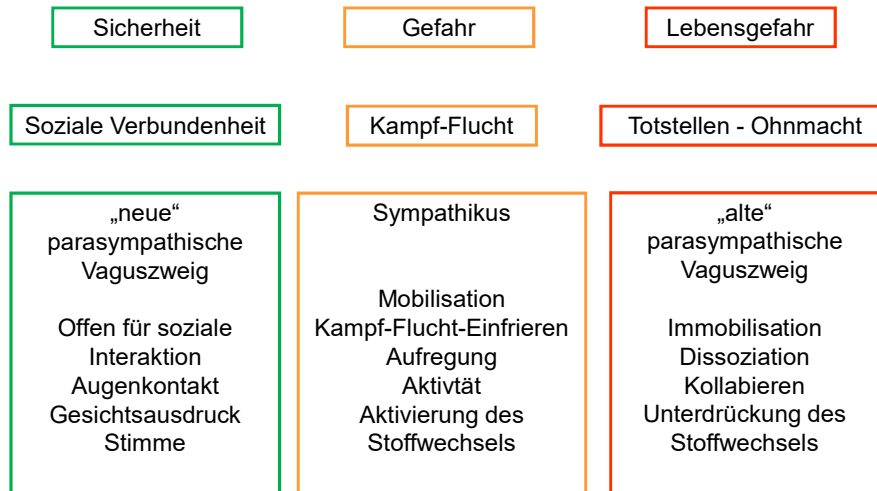 Sicherheit
Gefahr
Lebensgefahr
Soziale Verbundenheit
Kampf-Flucht
Totstellen - Ohnmacht
„neue“
parasympathische
Vaguszweig
Offen für soziale
Interaktion
Augenkontakt
Gesichtsausdruck
Stimme
Sympathikus
Mobilisation
Kampf-Flucht-Einfrieren
Aufregung
Aktivtät
Aktivierung des
Stoffwechsels
„alte“
parasympathische
Vaguszweig
Immobilisation
Dissoziation
Kollabieren
Unterdrückung des
Stoffwechsels